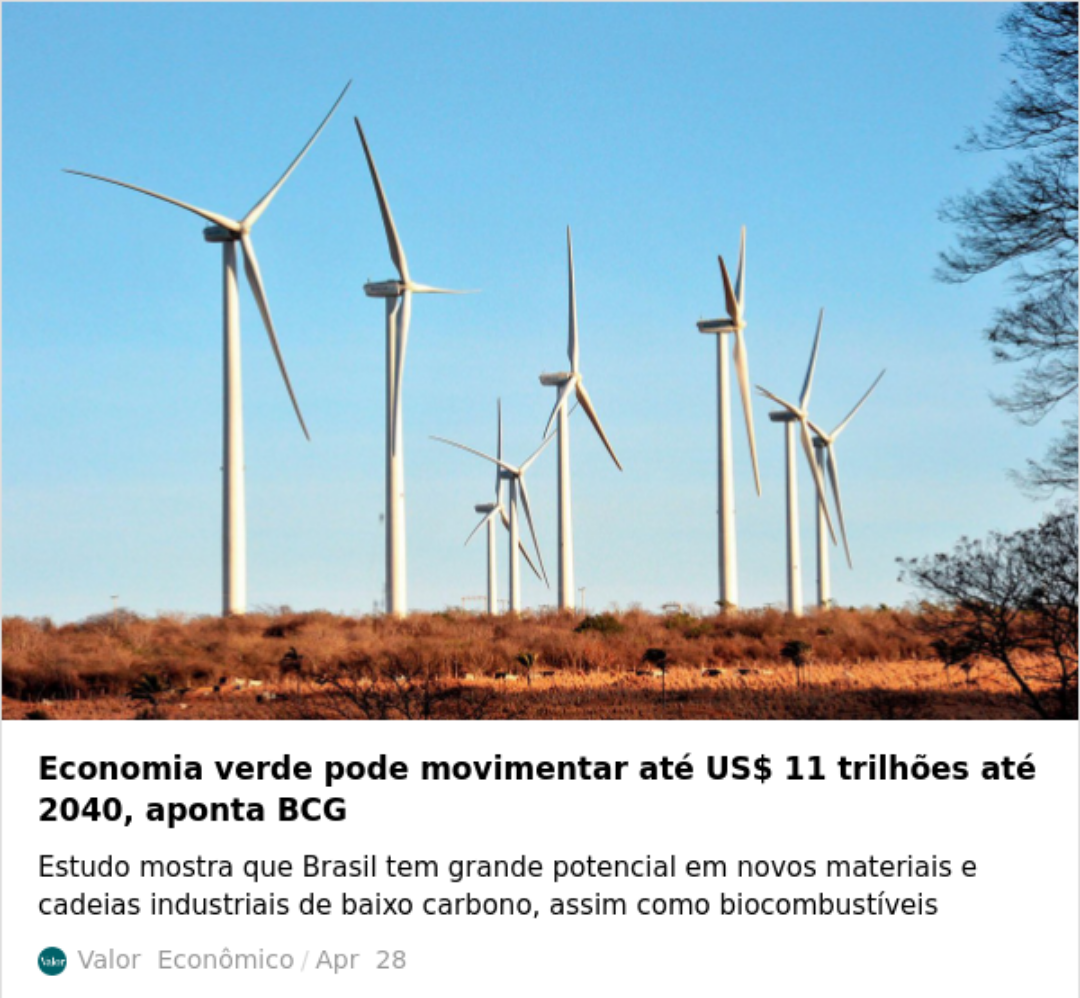 Economia verde pode movimentar até US$ 11 trilhões até
2040, aponta BCG
Estudo mostra que Brasil tem grande potencial em novos materiais e
cadeias industriais de baixo carbono, assim como biocombustíveis
Valor
Valor Econômico / Apr 28